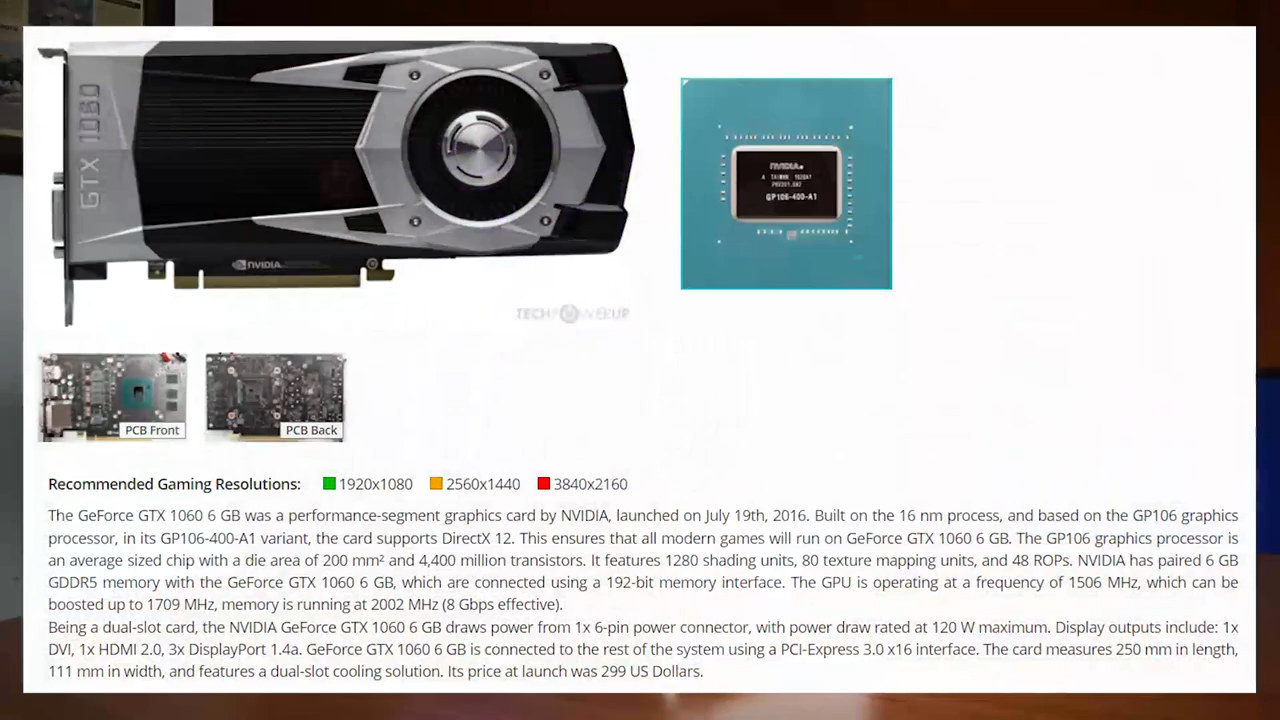 GTX 1060
NVIDIA
TECHPOWERUP
NVIDIA
GP106-400-A1
PCB Front
PCB Back
Recommended Gaming Resolutions: 1920x1080 2560x1440 3840x2160
The GeForce GTX 1060 6 GB was a performance-segment graphics card by NVIDIA, launched on July 19th, 2016. Built on the 16 nm process, and based on the GP106 graphics
processor, in its GP106-400-A1 variant, the card supports DirectX 12. This ensures that all modern games will run on GeForce GTX 1060 6 GB. The GP106 graphics processor is
an average sized chip with a die area of 200 mm² and 4,400 million transistors. It features 1280 shading units, 80 texture mapping units, and 48 ROPs. NVIDIA has paired 6 GB
GDDR5 memory with the GeForce GTX 1060 6 GB, which are connected using a 192-bit memory interface. The GPU is operating at a frequency of 1506 MHz, which can be
boosted up to 1709 MHz, memory is running at 2002 MHz (8 Gbps effective).
Being a dual-slot card, the NVIDIA GeForce GTX 1060 6 GB draws power from 1x 6-pin power connector, with power draw rated at 120 W maximum. Display outputs include: 1x
DVI, 1x HDMI 2.0, 3x DisplayPort 1.4a. GeForce GTX 1060 6 GB is connected to the rest of the system using a PCI-Express 3.0 x16 interface. The card measures 250 mm in length,
111 mm in width, and features a dual-slot cooling solution. Its price at launch was 299 US Dollars.